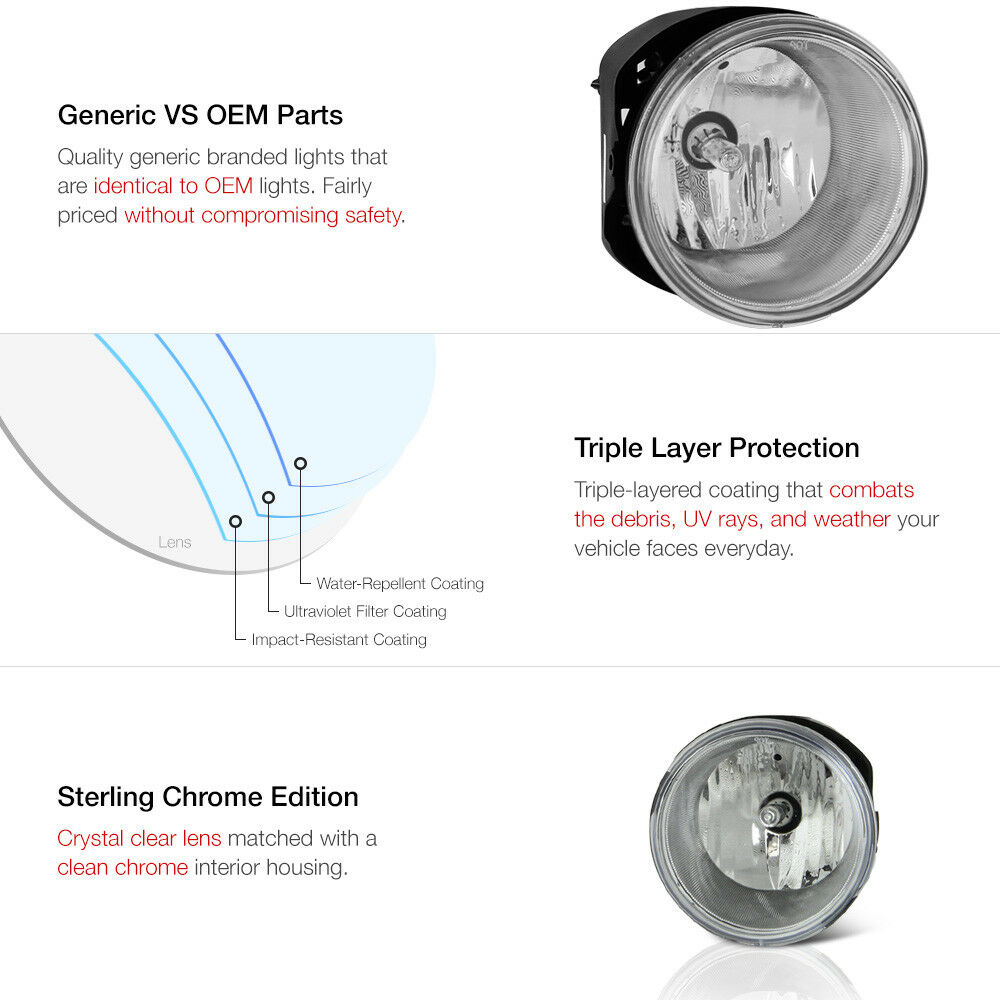 Generic VS OEM Parts
Quality generic branded lights that
are identical to OEM lights. Fairly
priced without compromising safety.
Triple Layer Protection
Triple-layered coating that combats
the debris, UV rays, and weather your
vehicle faces everyday.
Lens
Water-Repellent Coating
Ultraviolet Filter Coating
Impact-Resistant Coating
Sterling Chrome Edition
Crystal clear lens matched with a
clean chrome interior housing.